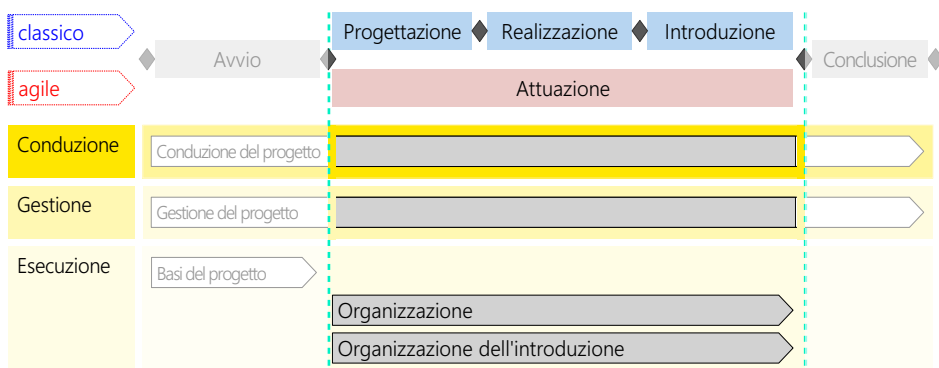 classico
Progettazione
Realizzazione
Introduzione
Avvio
Conclusione
agile
Attuazione
Conduzione
Conduzione del progetto
Gestione
Gestione del progetto
Esecuzione
Basi del progetto
Organizzazione
Organizzazione dell'introduzione